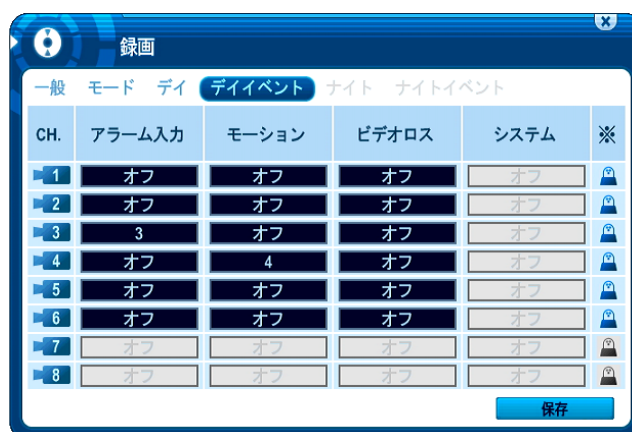 録画
一般 モード デイ デイイベント ナイト ナイトイベント
CH. アラーム入力 モーション ビデオロス システム ※
1 オフ オフ オフ オフ
2 オフ オフ オフ オフ
3 3 オフ オフ オフ
4 オフ 4 オフ オフ
5 オフ オフ オフ オフ
6 オフ オフ オフ オフ
7 オフ オフ オフ オフ
8 オフ オフ オフ オフ
保存